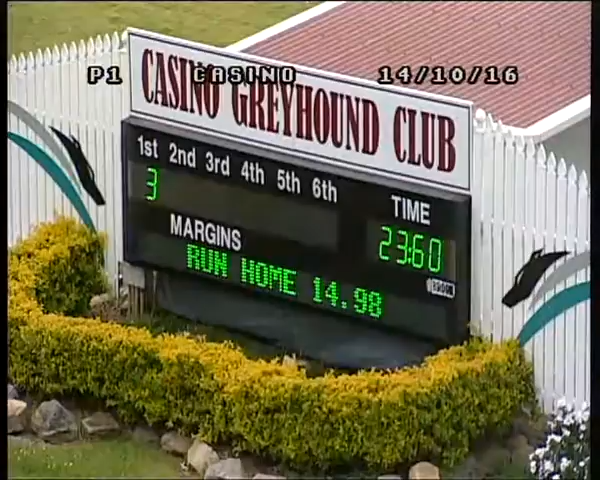 P1 CASINO 14/10/16
CASINO GREYHOUND CLUB
1st 2nd 3rd 4th 5th 6th
3
TIME
23:60
MARGINS
RUN HOME 14.98